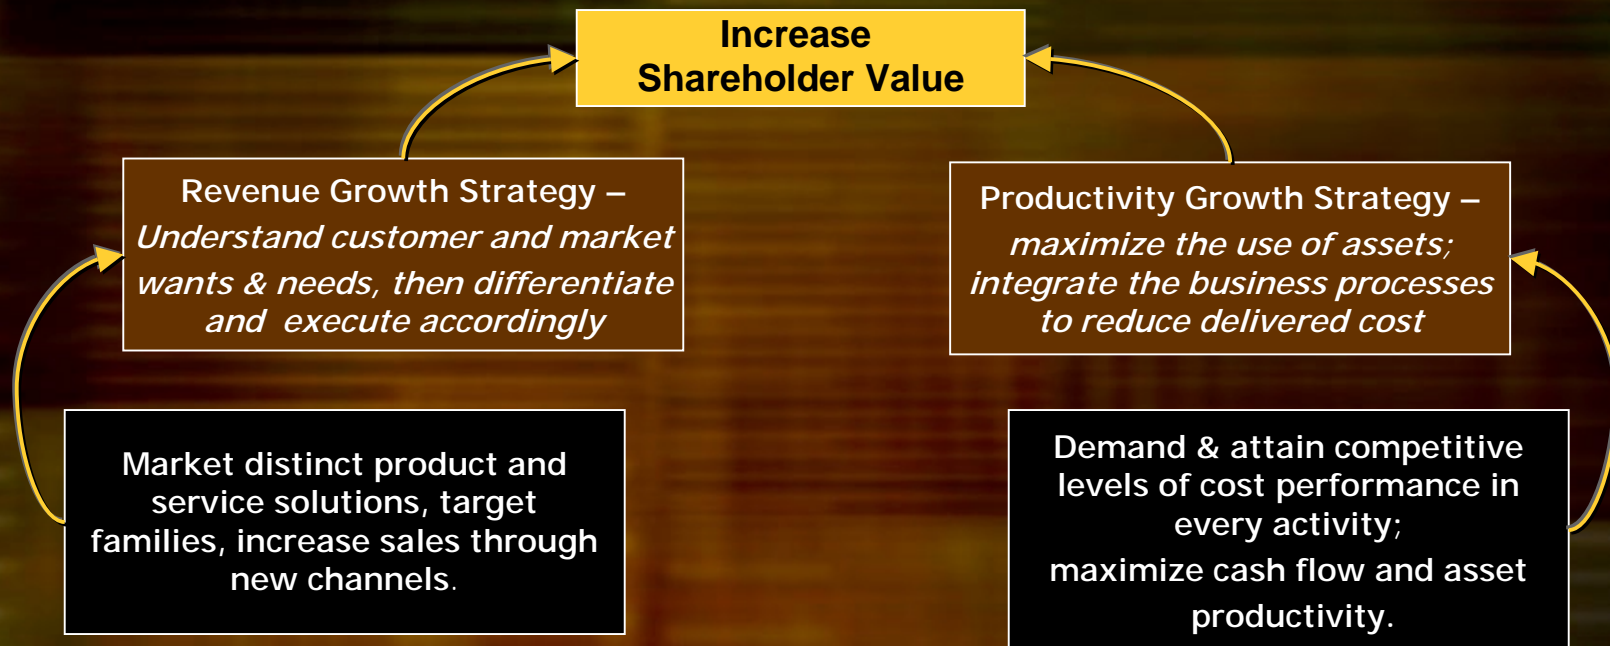 Increase
Shareholder Value
Revenue Growth Strategy –
Understand customer and market
wants & needs, then differentiate
and execute accordingly
Productivity Growth Strategy –
maximize the use of assets;
integrate the business processes
to reduce delivered cost
Market distinct product and
service solutions, target
families, increase sales through
new channels.
Demand & attain competitive
levels of cost performance in
every activity;
maximize cash flow and asset
productivity.